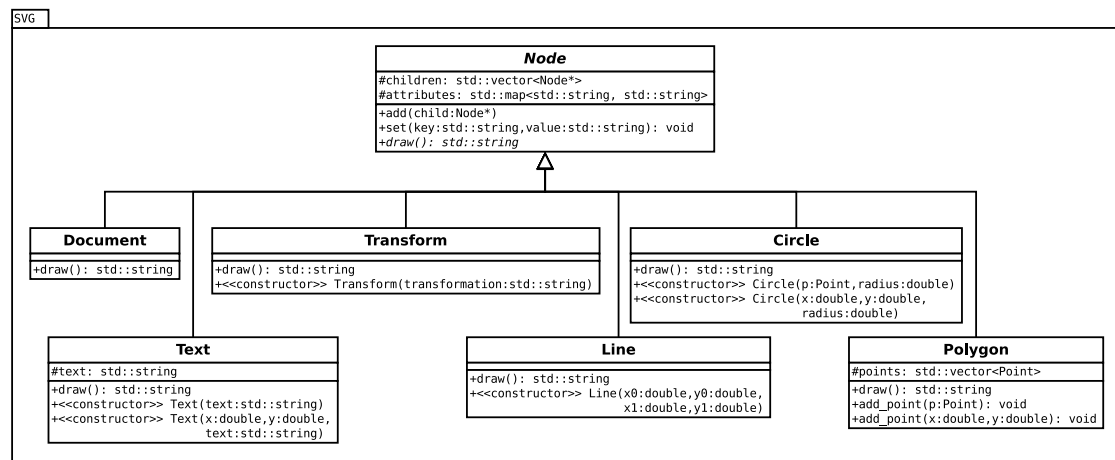 SVG
Node
#children: std::vector<Node*>
#attributes: std::map<std::string, std::string>
+add(child:Node*)
+set(key:std::string,value:std::string): void
+draw(): std::string
Document
+draw(): std::string
Transform
+draw(): std::string
+<<constructor>> Transform(transformation:std::string)
Circle
+draw(): std::string
+<<constructor>> Circle(p:Point,radius:double)
+<<constructor>> Circle(x:double,y:double,
radius:double)
Text
#text: std::string
+draw(): std::string
+<<constructor>> Text(text:std::string)
+<<constructor>> Text(x:double,y:double,
text:std::string)
Line
+draw(): std::string
+<<constructor>> Line(x0:double,y0:double,
x1:double,y1:double)
Polygon
#points: std::vector<Point>
+draw(): std::string
+add_point(p:Point): void
+add_point(x:double,y:double): void